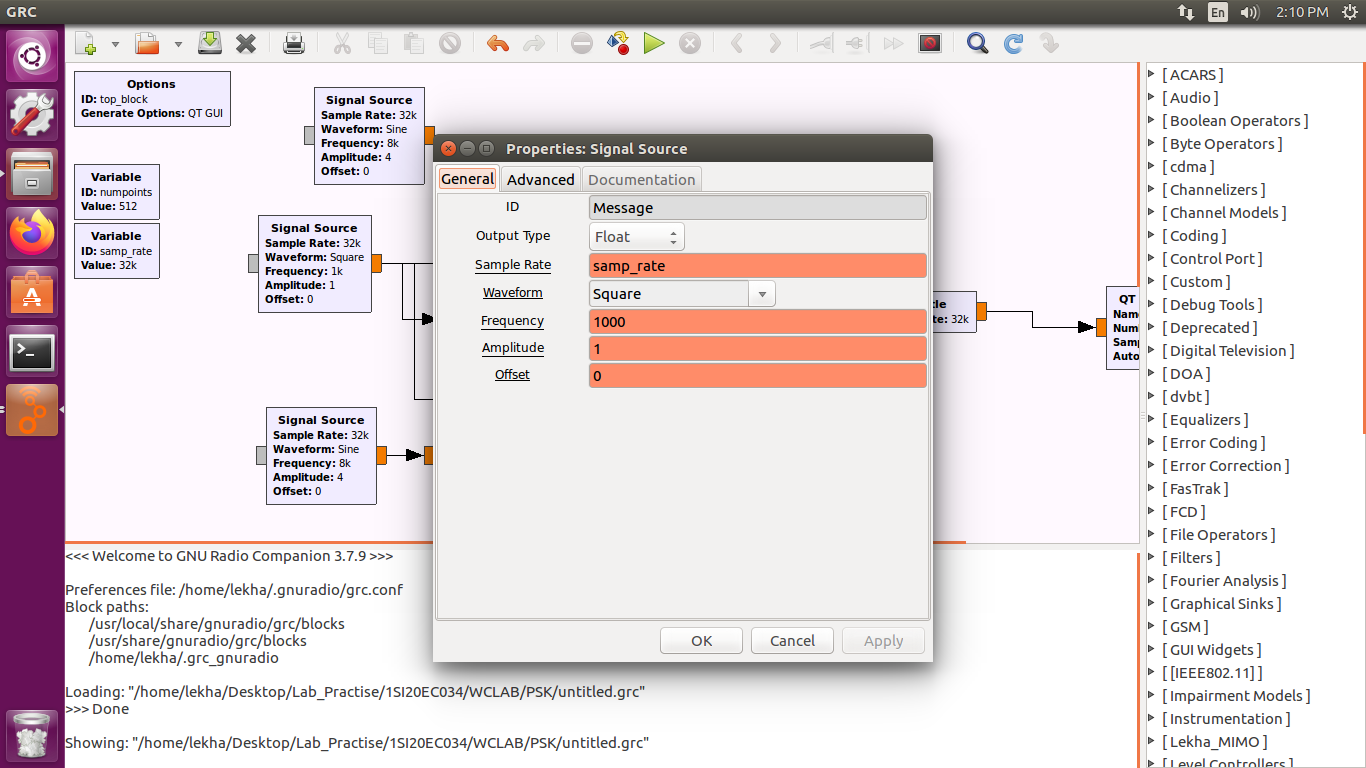 GRC
En
2:10 PM
Options
ID: top_block
Generate Options: QT GUI
Variable
ID: numpoints
Value: 512
Variable
ID: samp_rate
Value: 32k
Signal Source
Sample Rate: 32k
Waveform: Sine
Frequency: 8k
Amplitude: 4
Offset: 0
Signal Source
Sample Rate: 32k
Waveform: Square
Frequency: 1k
Amplitude: 1
Offset: 0
Signal Source
Sample Rate: 32k
Waveform: Sine
Frequency: 8k
Amplitude: 4
Offset: 0
Properties: Signal Source
General
Advanced
Documentation
ID
Message
Output Type
Float
Sample Rate
samp_rate
Waveform
Square
Frequency
1000
Amplitude
1
Offset
0
OK
Cancel
Apply
tle
te: 32k
QT
Nam
Num
Samp
Auto
<<< Welcome to GNU Radio Companion 3.7.9 >>>
Preferences file: /home/lekha/.gnuradio/grc.conf
Block paths:
/usr/local/share/gnuradio/grc/blocks
/usr/share/gnuradio/grc/blocks
/home/lekha/.grc_gnuradio
Loading: "/home/lekha/Desktop/Lab_Practise/1SI20EC034/WCLAB/PSK/untitled.grc"
>>> Done
Showing: "/home/lekha/Desktop/Lab_Practise/1SI20EC034/WCLAB/PSK/untitled.grc"
[ ACARS ]
[ Audio ]
[ Boolean Operators ]
[ Byte Operators ]
[ cdma ]
[ Channelizers ]
[ Channel Models ]
[ Coding ]
[ Control Port ]
[ Custom ]
[ Debug Tools ]
[ Deprecated ]
[ Digital Television ]
[ DOA ]
[ dvbt ]
[ Equalizers ]
[ Error Coding ]
[ Error Correction ]
[ FasTrak ]
[ FCD ]
[ File Operators ]
[ Filters ]
[ Fourier Analysis ]
[ Graphical Sinks ]
[ GSM ]
[ GUI Widgets ]
[ [IEEE802.11] ]
[ Impairment Models ]
[ Instrumentation ]
[ Lekha_MIMO ]
[ Level Controllers ]